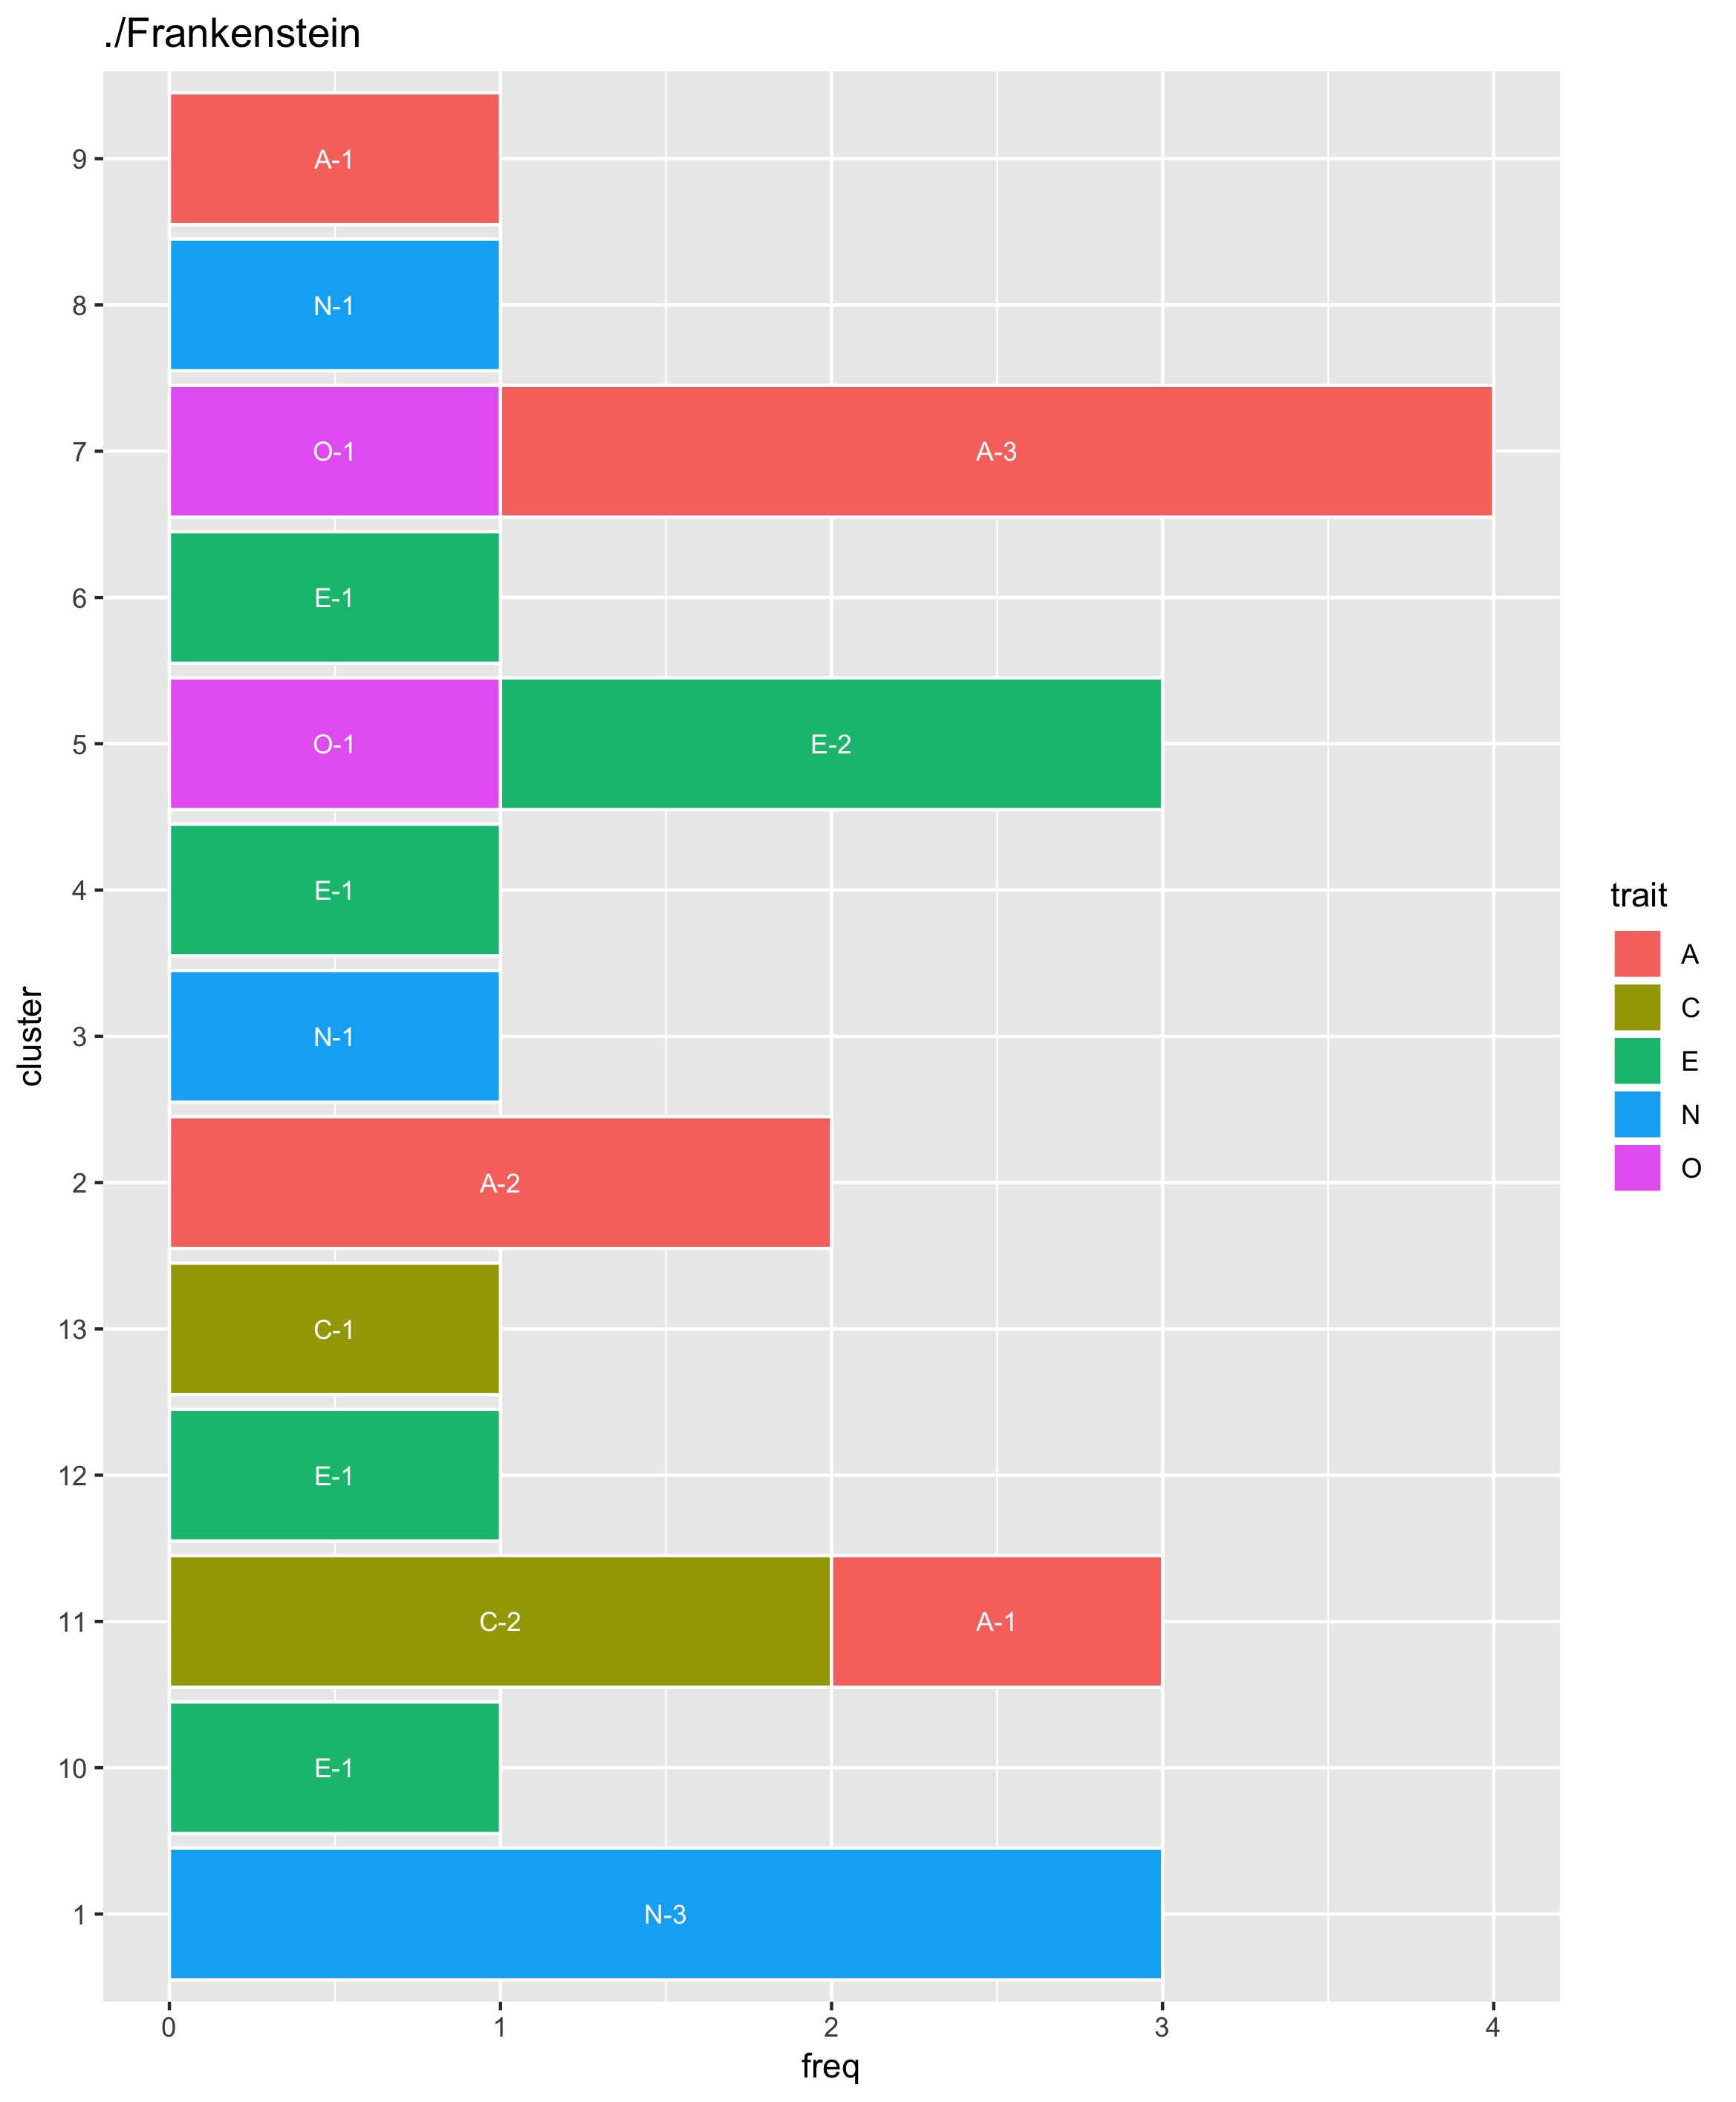 ./Frankenstein
9
A-1
8
N-1
7
O-1 A-3
6
E-1
5
O-1 E-2
4
E-1
3
N-1
2
A-2
13
C-1
12
E-1
11
C-2 A-1
10
E-1
1
N-3
0 1 2 3 4
freq
cluster
trait
A
C
E
N
O